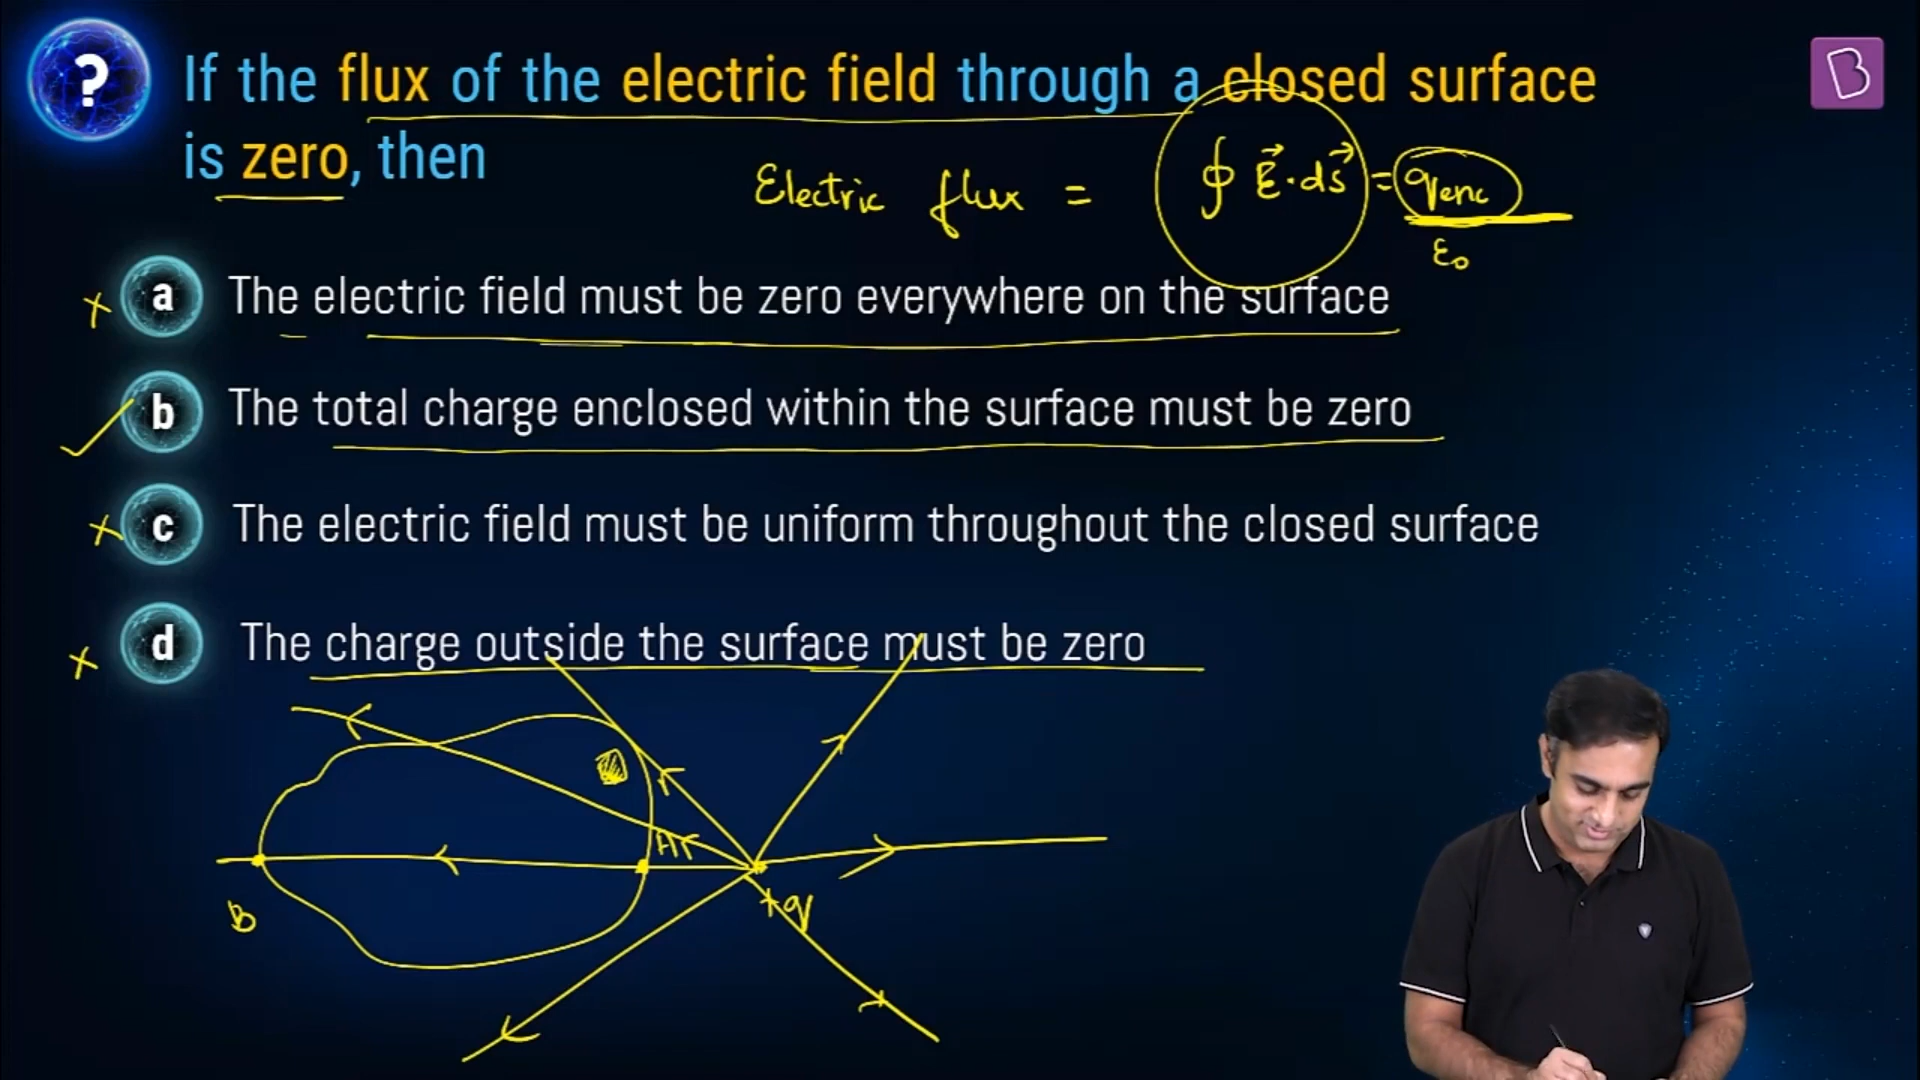 ?
If the flux of the electric field through a closed surface
is zero, then
Electric flux = ∮ E⃗·dS⃗ = qenc
ε₀
× a The electric field must be zero everywhere on the surface
✓ b The total charge enclosed within the surface must be zero
× c The electric field must be uniform throughout the closed surface
× d The charge outside the surface must be zero
A
B
+q
B